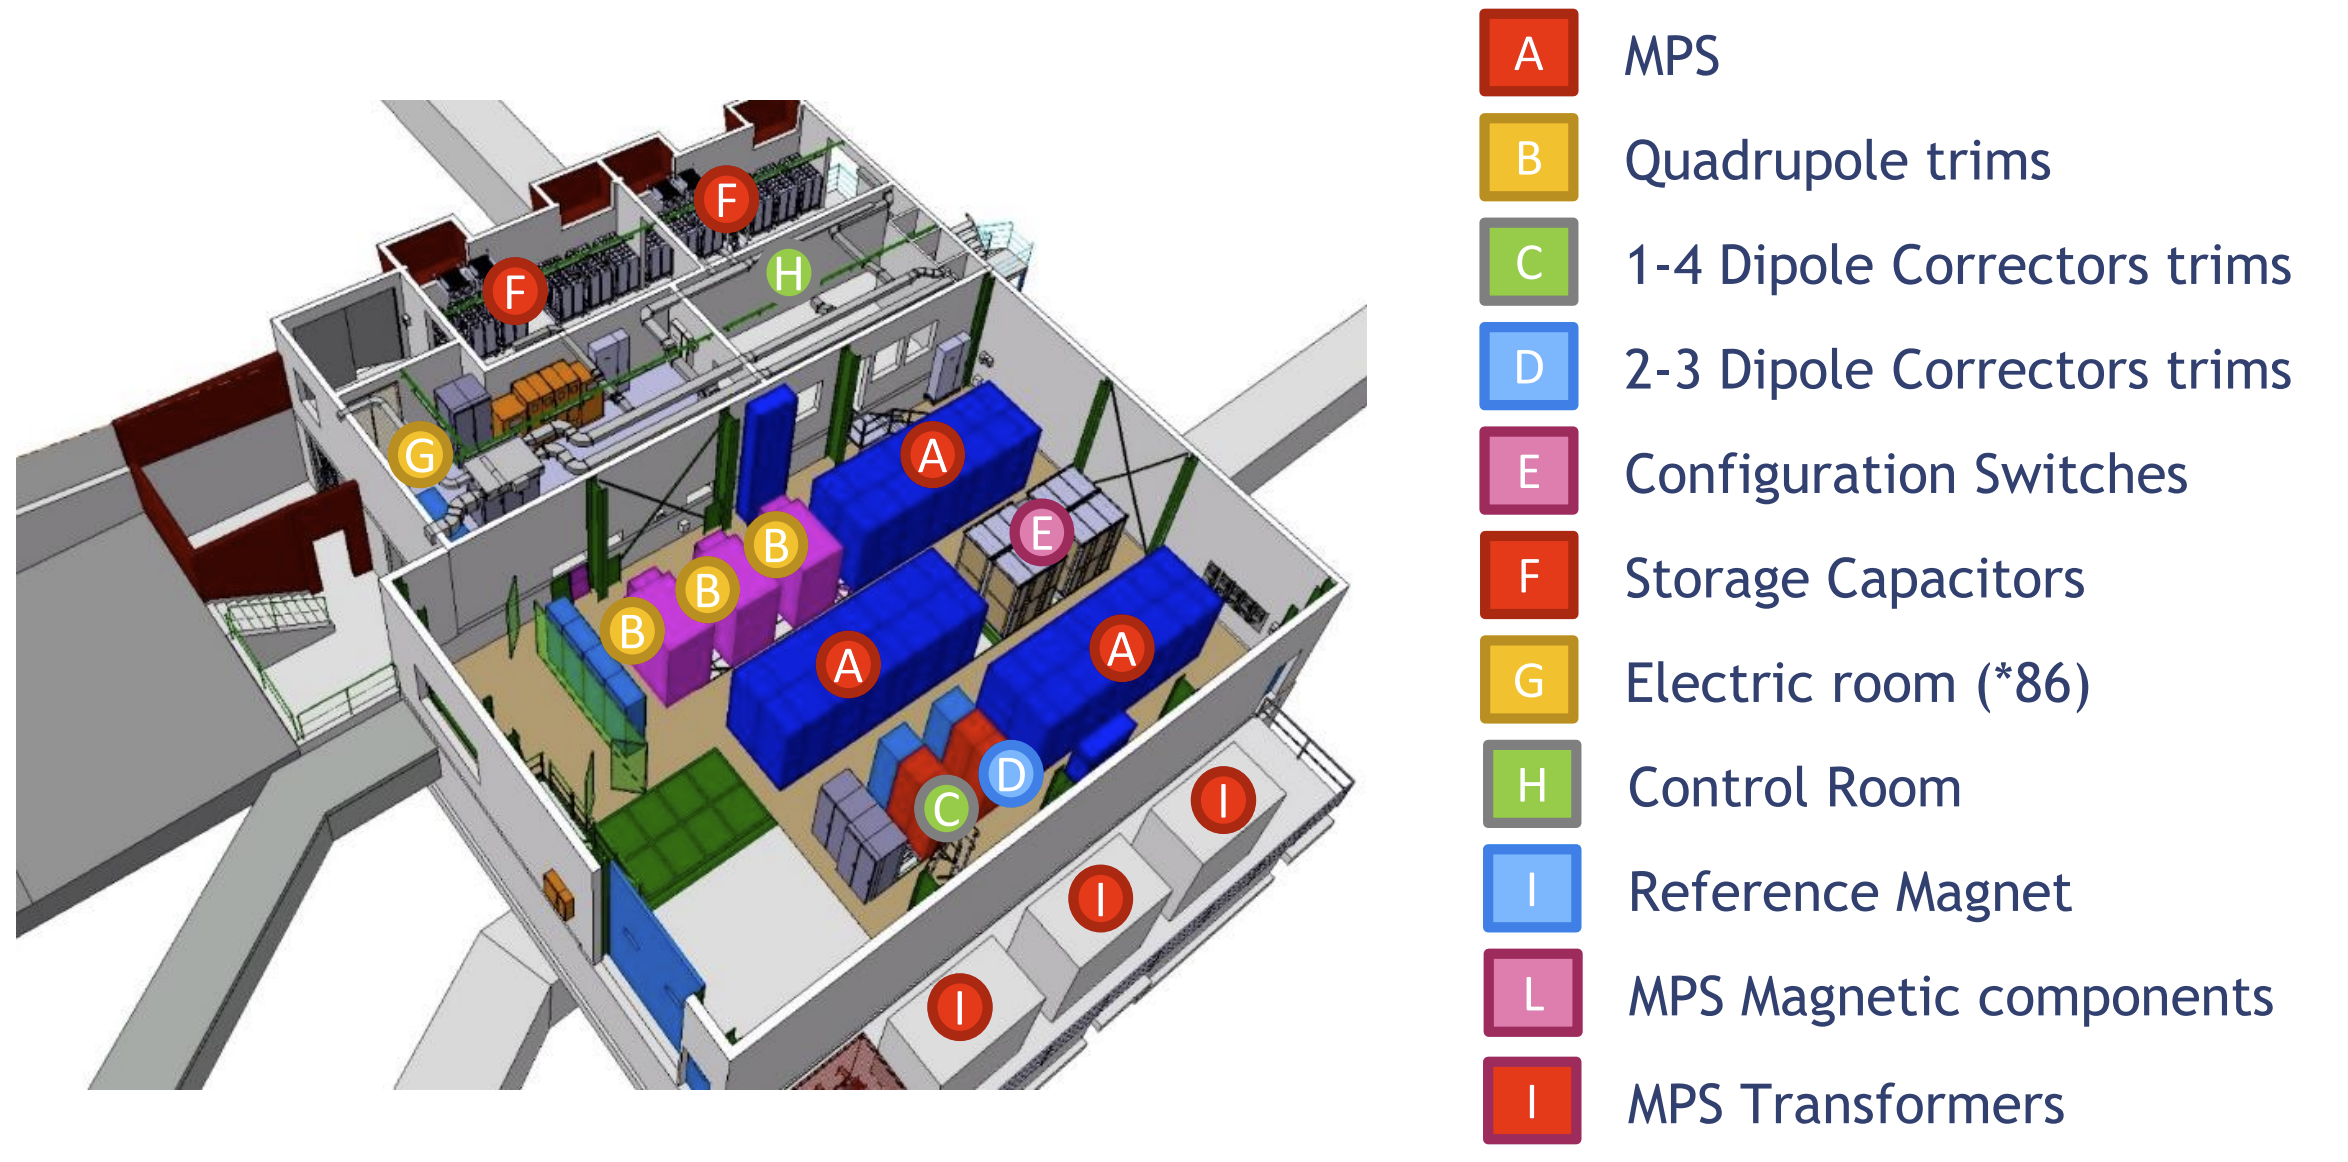 F
F
H
G
A
B
E
B
B
A
A
D
C
I
I
I
A MPS
B Quadrupole trims
C 1-4 Dipole Correctors trims
D 2-3 Dipole Correctors trims
E Configuration Switches
F Storage Capacitors
G Electric room (*86)
H Control Room
I Reference Magnet
L MPS Magnetic components
I MPS Transformers